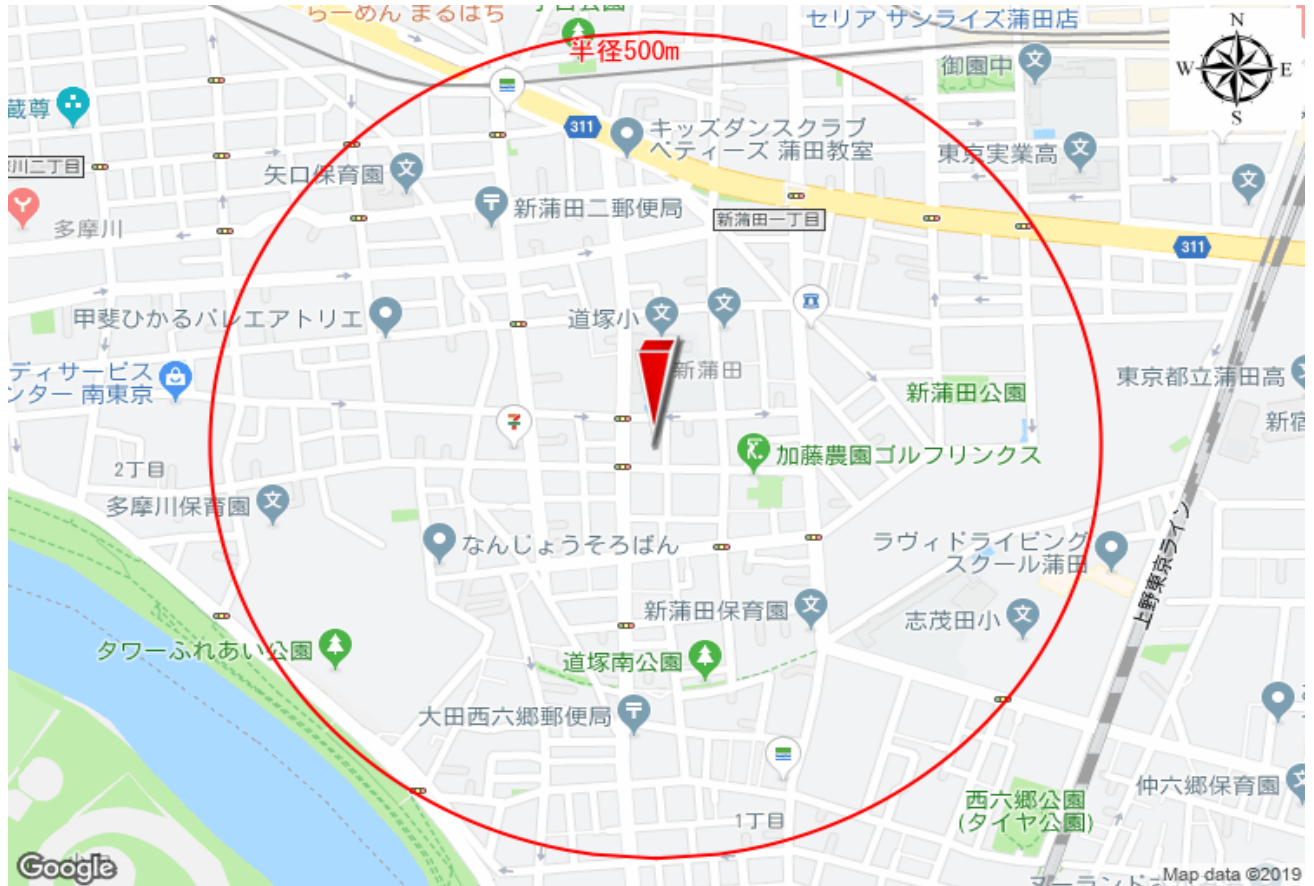 らーめん まるはち
丁目公園
セリア サンライズ蒲田店
半径500m
N
W
E
S
御園中
蔵尊
311
キッズダンスクラブ
ベティーズ 蒲田教室
東京実業高
川二丁目
矢口保育園
新蒲田二郵便局
多摩川
新蒲田一丁目
311
甲斐ひかるバレエアトリエ
道塚小
新蒲田
ディサービス
ンター 南東京
新蒲田公園
東京都立蒲田高
新宿
加藤農園ゴルフリンクス
2丁目
多摩川保育園
なんじょうそろばん
ラヴィドライビング
スクール蒲田
上野東京ライン
新蒲田保育園
志茂田小
タワーふれあい公園
道塚南公園
大田西六郷郵便局
西六郷公園
(タイヤ公園)
仲六郷保育園
1丁目
Google
Map data ©2019